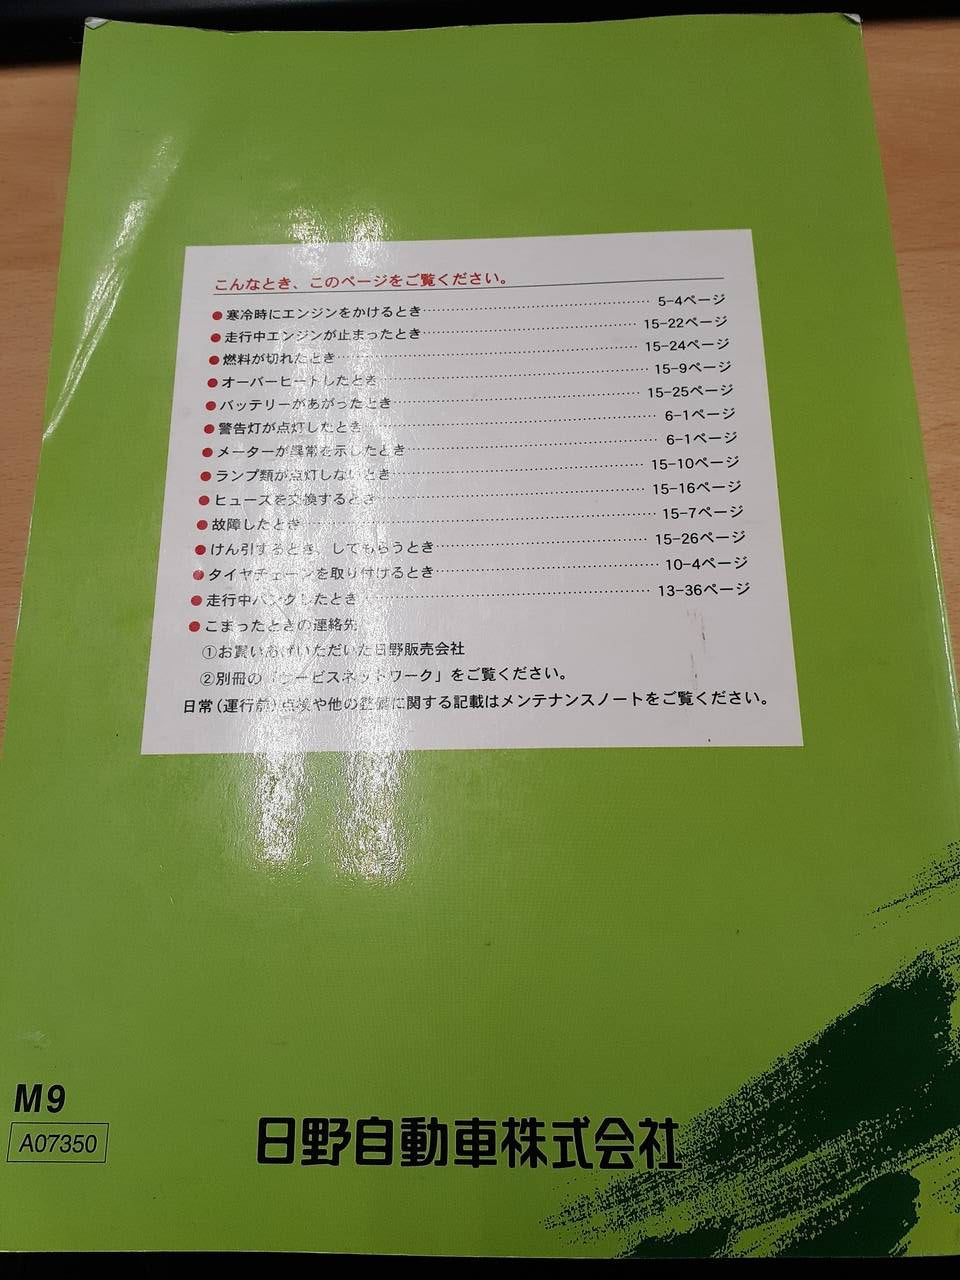 こんなとき、このページをご覧ください。
●寒冷時にエンジンをかけるとき…………5-4ページ
●走行中エンジンが止まったとき…………15-22ページ
●燃料が切れたとき…………15-24ページ
●オーバーヒートしたとき…………15-9ページ
●バッテリーがあがったとき…………15-25ページ
●警告灯が点灯したとき…………6-1ページ
●メーターが異常を示したとき…………6-1ページ
●ランプ類が点灯しないとき…………15-10ページ
●ヒューズを交換するとき…………15-16ページ
●故障したとき…………15-7ページ
●けん引するとき、してもらうとき…………15-26ページ
●タイヤチェーンを取り付けるとき…………10-4ページ
●走行中パンクしたとき…………13-36ページ
●こまったときの連絡先
①お買いあげいただいた日野販売会社
②別冊の「サービスネットワーク」をご覧ください。
日常(運行前)点検や他の整備に関する記載はメンテナンスノートをご覧ください。
M9
A07350
日野自動車株式会社